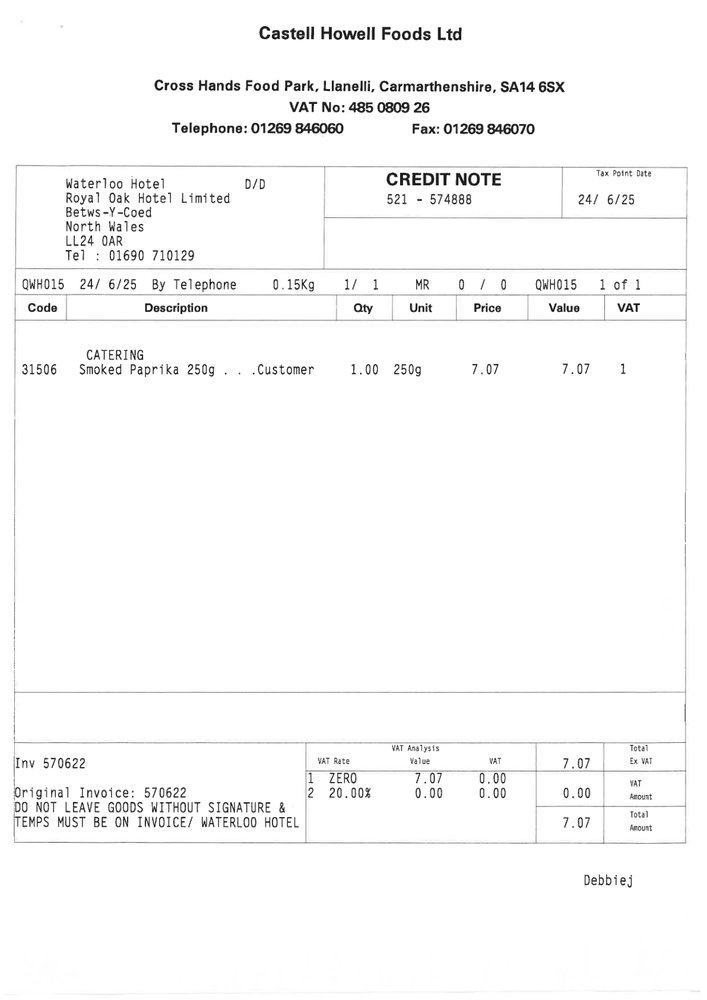 Castell Howell Foods Ltd
Cross Hands Food Park, Llanelli, Carmarthenshire, SA14 6SX
VAT No: 485 0809 26
Telephone: 01269 846060 Fax: 01269 846070
Waterloo Hotel D/D
Royal Oak Hotel Limited
Betws-Y-Coed
North Wales
LL24 0AR
Tel : 01690 710129
CREDIT NOTE
521 - 574888
Tax Point Date
24/ 6/25
QWH015 24/ 6/25 By Telephone 0.15Kg 1/ 1 MR 0 / 0 QWH015 1 of 1
Code Description Qty Unit Price Value VAT
CATERING
31506 Smoked Paprika 250g . . .Customer 1.00 250g 7.07 7.07 1
Inv 570622
Original Invoice: 570622
DO NOT LEAVE GOODS WITHOUT SIGNATURE &
TEMPS MUST BE ON INVOICE/ WATERLOO HOTEL
VAT Analysis
VAT Rate Value VAT
1 ZERO 7.07 0.00
2 20.00% 0.00 0.00
7.07 Total Ex VAT
0.00 VAT Amount
7.07 Total Amount
Debbiej